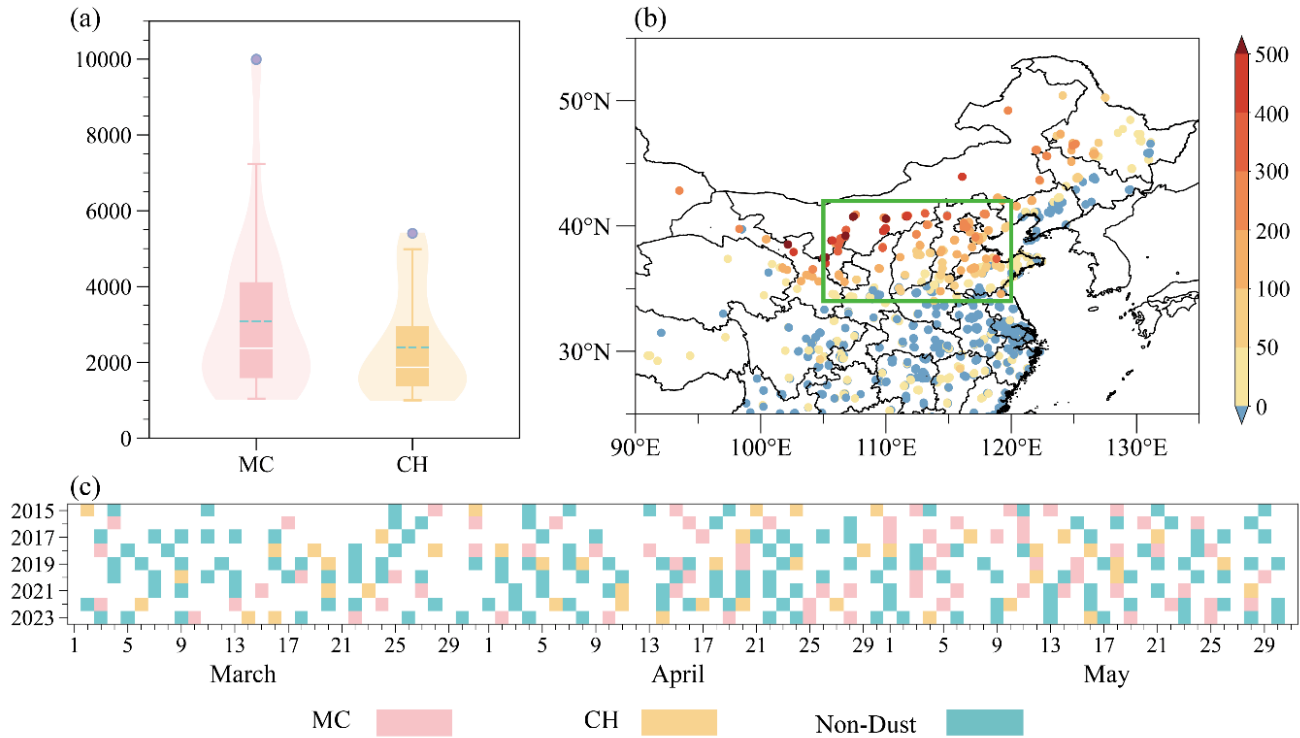 (a)
10000
8000
6000
4000
2000
0
MC CH
(b)
50°N
40°N
30°N
90°E 100°E 110°E 120°E 130°E
500
400
300
200
100
50
0
(c)
2015
2017
2019
2021
2023
1 5 9 13 17 21 25 29 1 5 9 13 17 21 25 29 1 5 9 13 17 21 25 29
March April May
MC CH Non-Dust